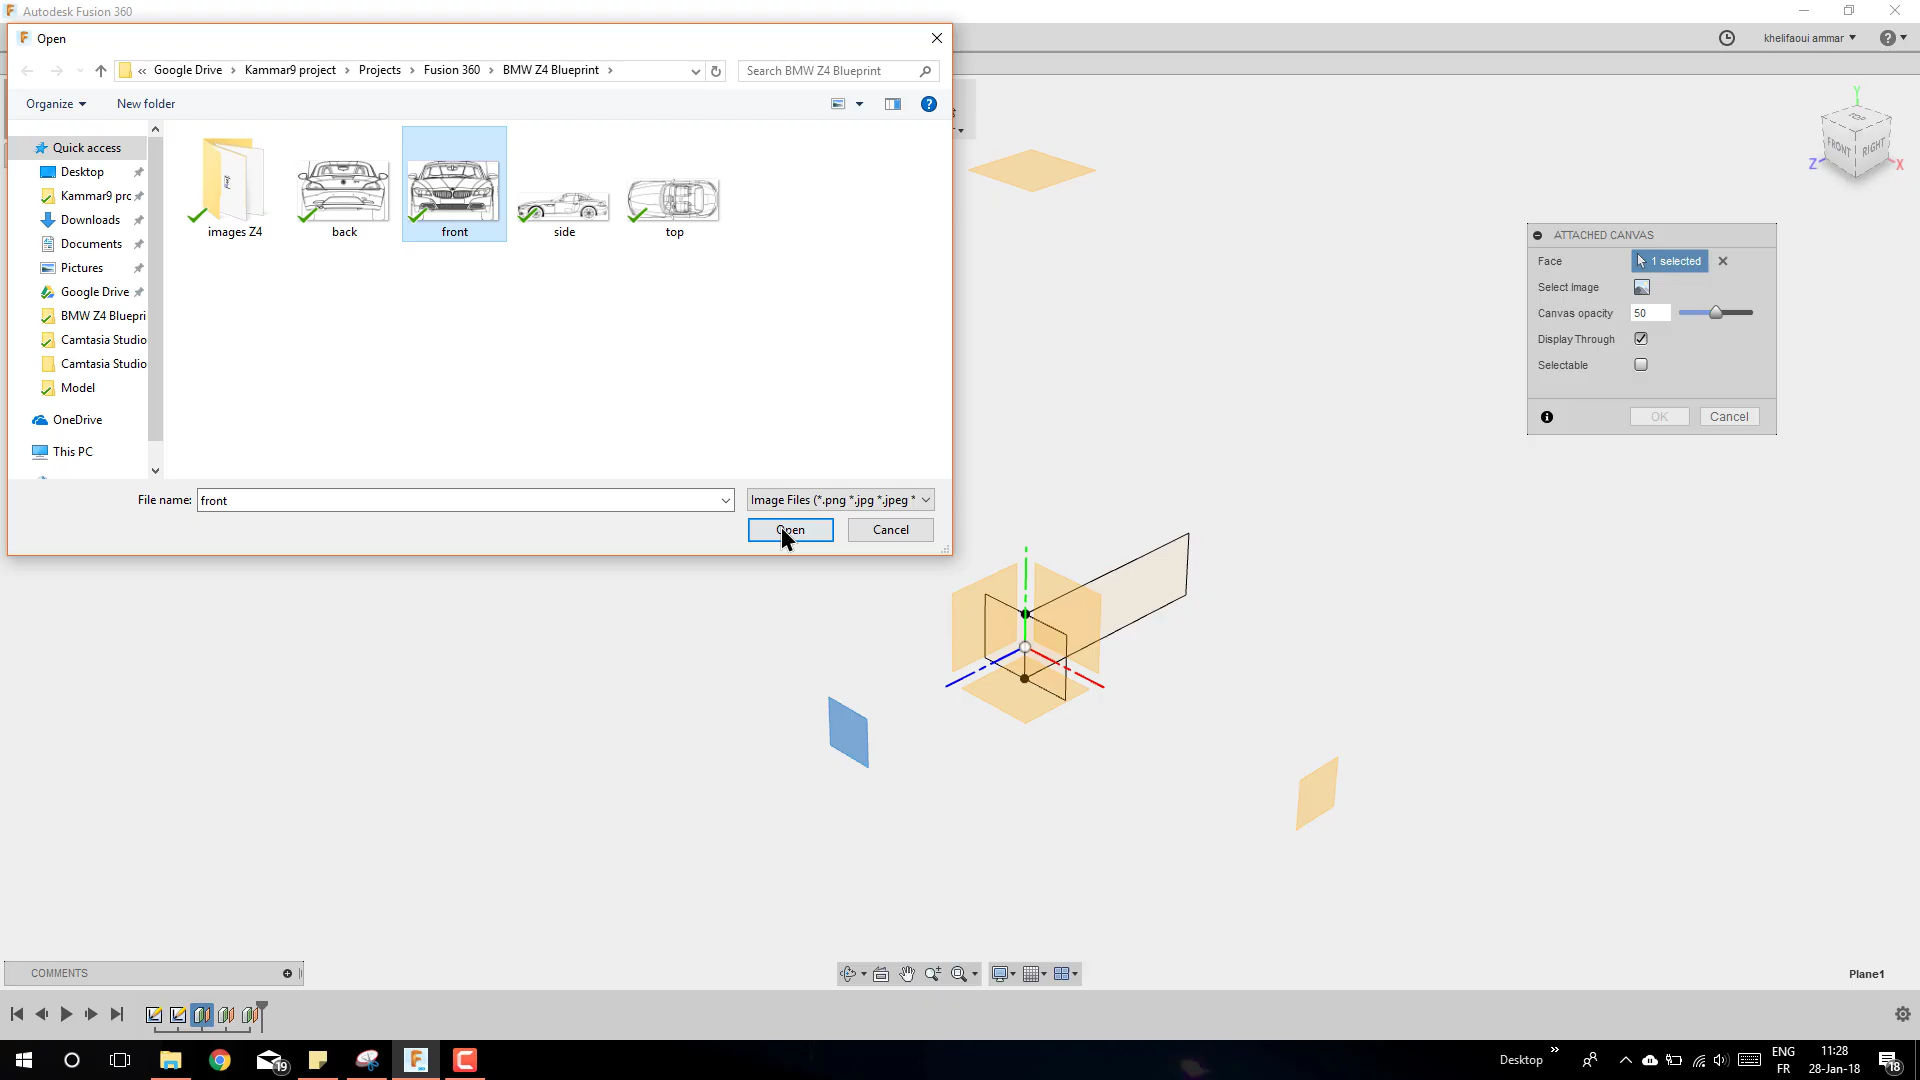 Autodesk Fusion 360
khelifaoui ammar
Open
« Google Drive > Kammar9 project > Projects > Fusion 360 > BMW Z4 Blueprint >
Search BMW Z4 Blueprint
Organize
New folder
Quick access
Desktop
Kammar9 prc
Downloads
Documents
Pictures
Google Drive
BMW Z4 Bluepri
Camtasia Studio
Camtasia Studio
Model
OneDrive
This PC
images Z4
back
front
side
top
File name:
front
Image Files (*.png *.jpg *.jpeg *
Open
Cancel
Y
TOP
FRONT
RIGHT
Z
X
ATTACHED CANVAS
Face
1 selected
Select Image
Canvas opacity
50
Display Through
Selectable
OK
Cancel
COMMENTS
Plane1
19
Desktop
»
ENG
FR
11:28
28-Jan-18
18